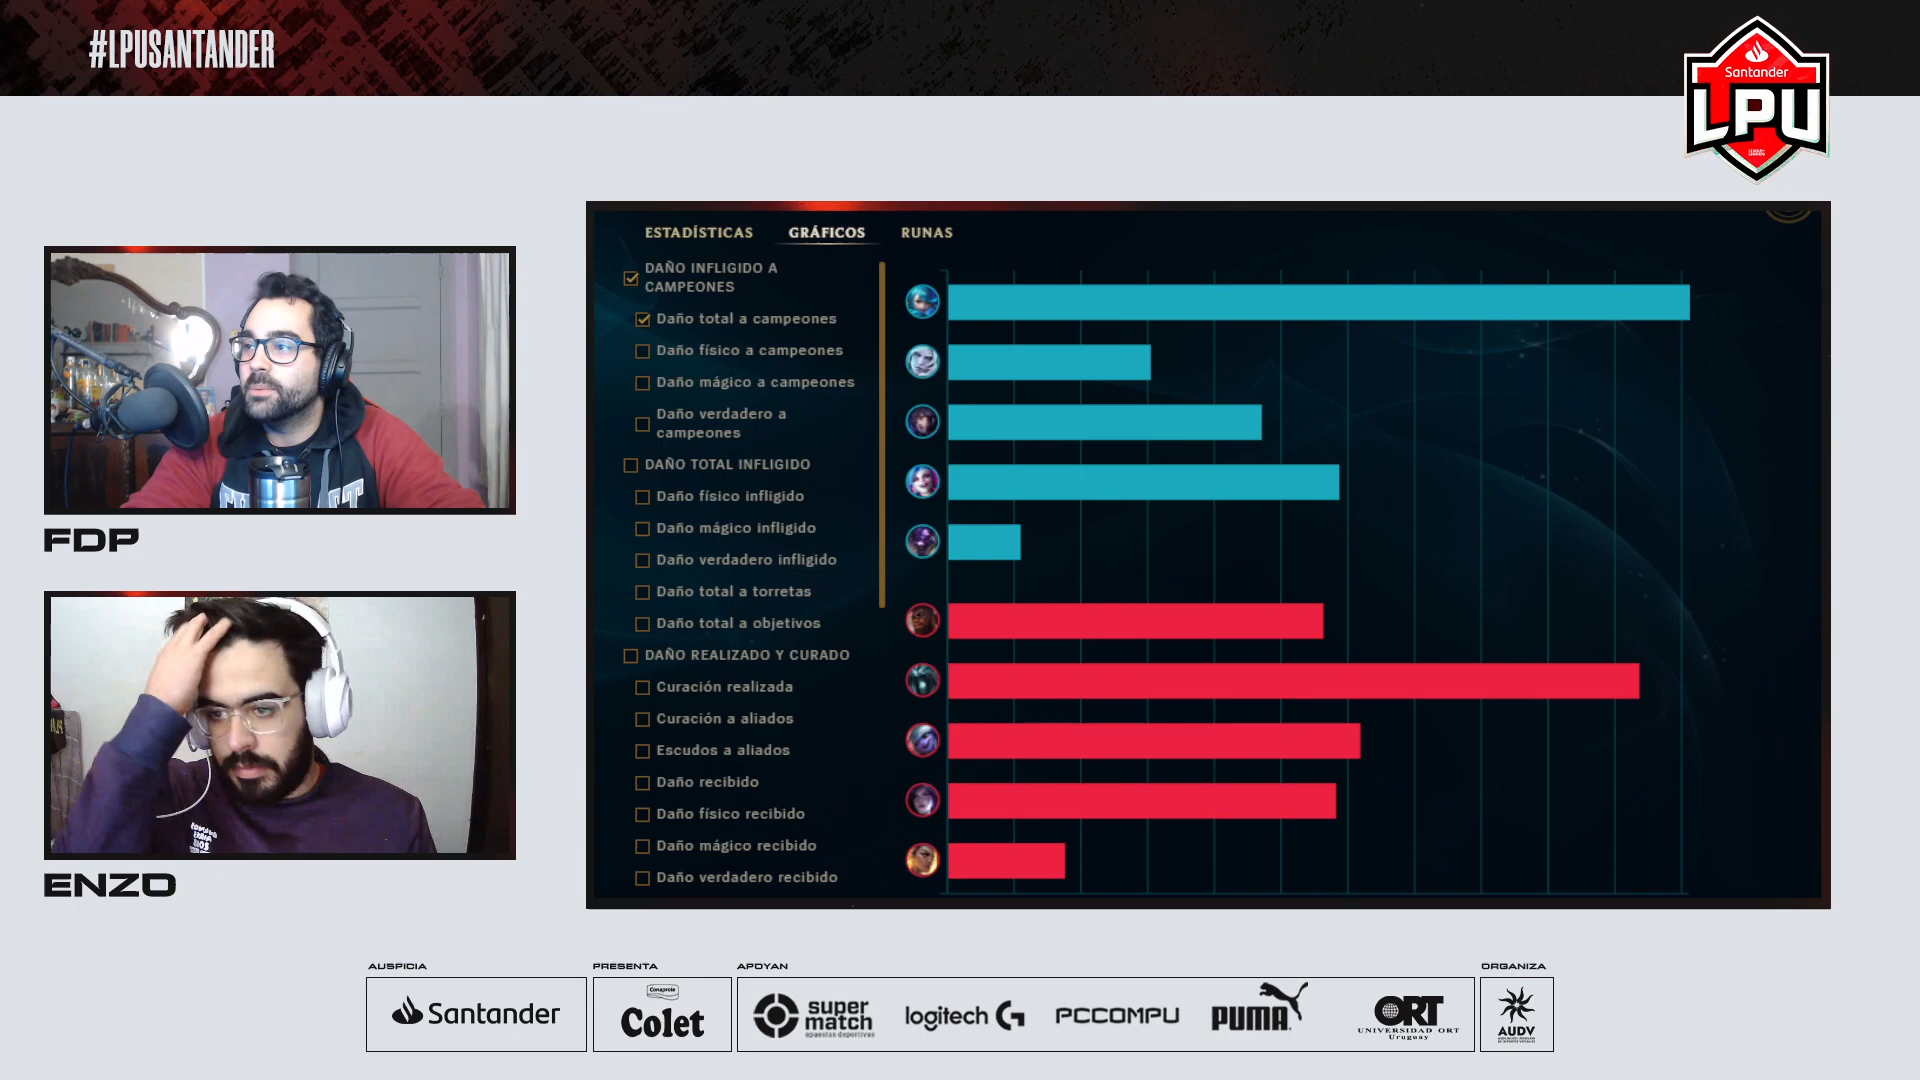 #LPUSANTANDER
Santander
LPU
ESTADÍSTICAS
GRÁFICOS
RUNAS
DAÑO INFLIGIDO A
CAMPEONES
Daño total a campeones
Daño físico a campeones
Daño mágico a campeones
Daño verdadero a
campeones
DAÑO TOTAL INFLIGIDO
Daño físico infligido
Daño mágico infligido
Daño verdadero infligido
Daño total a torretas
Daño total a objetivos
DAÑO REALIZADO Y CURADO
Curación realizada
Curación a aliados
Escudos a aliados
Daño recibido
Daño físico recibido
Daño mágico recibido
Daño verdadero recibido
FDP
ENZO
AUSPICIA
Santander
PRESENTA
Conaprole
Colet
APOYAN
super
match
apuestas deportivas
logitech G
PCCOMPU
PUMA
ORT
UNIVERSIDAD ORT
Uruguay
ORGANIZA
AUDV